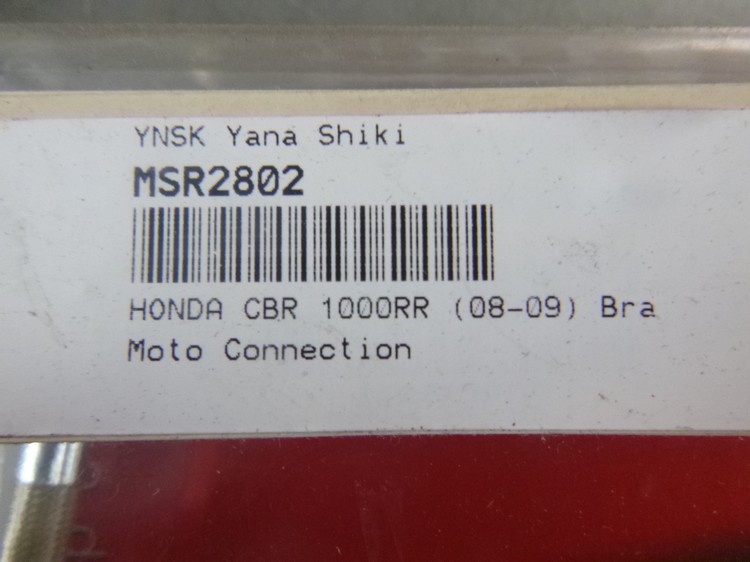 YNSK Yana Shiki
MSR2802
HONDA CBR 1000RR (08-09) Bra
Moto Connection